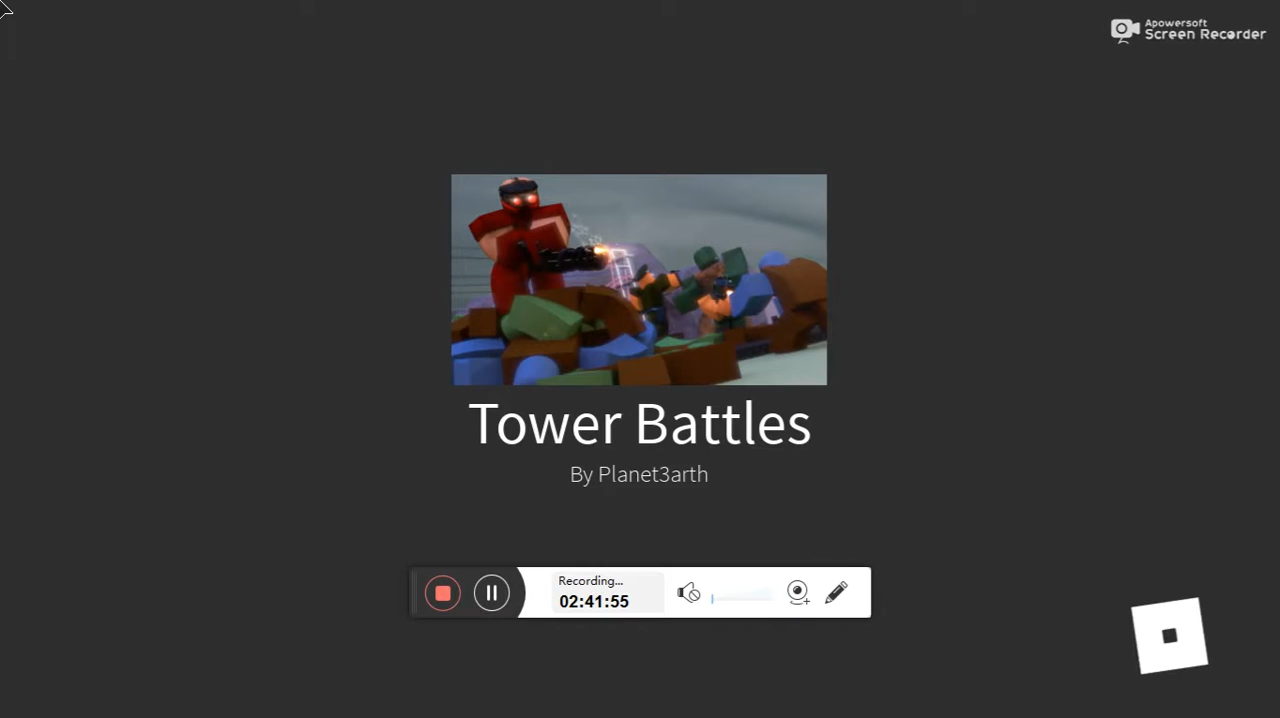 Apowersoft
Screen Recorder
Tower Battles
By Planet3arth
Recording...
02:41:55